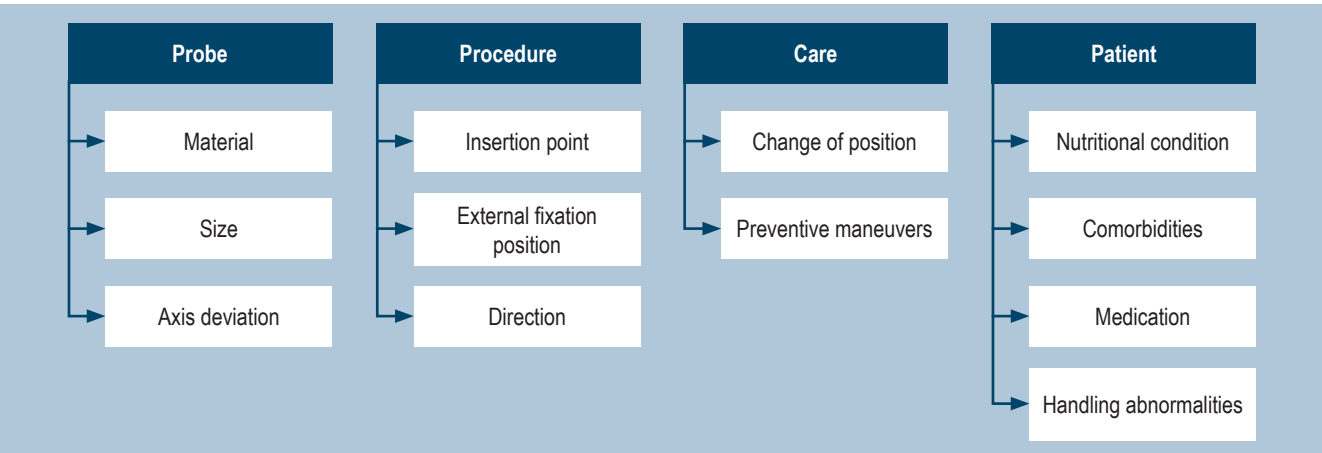 Probe
Material
Size
Axis deviation
Procedure
Insertion point
External fixation
position
Direction
Care
Change of position
Preventive maneuvers
Patient
Nutritional condition
Comorbidities
Medication
Handling abnormalities